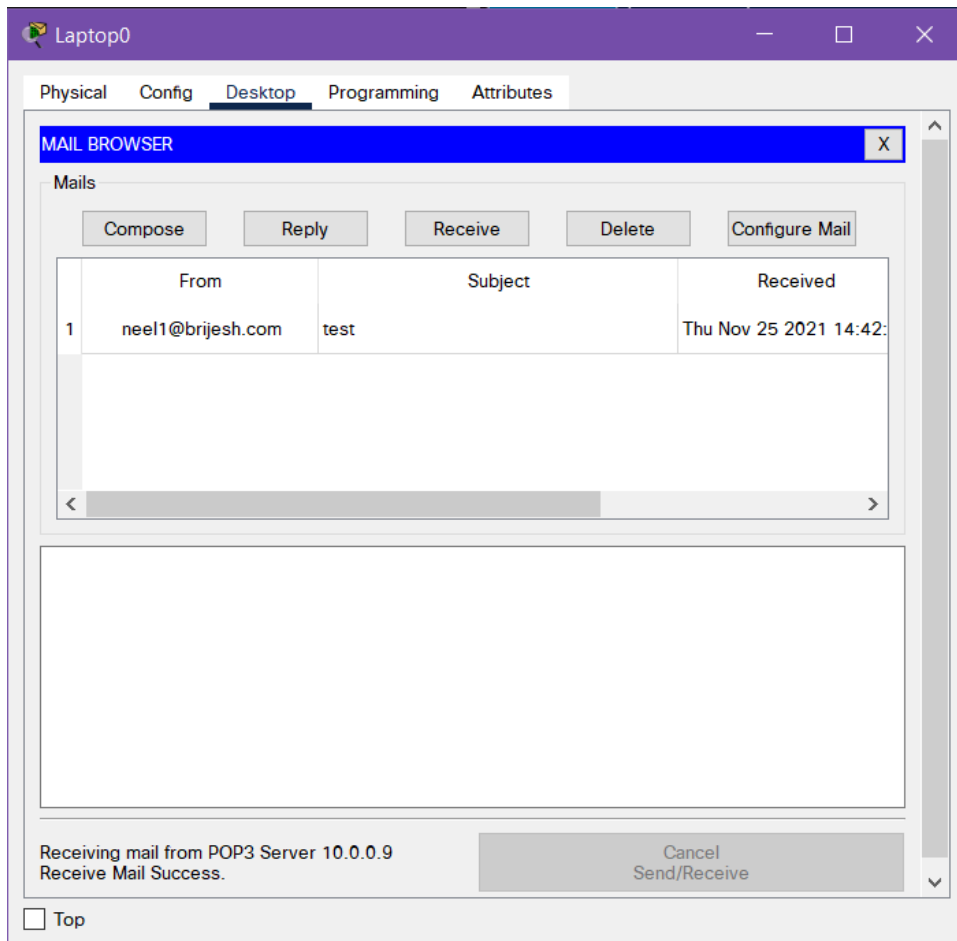 Laptop0
Physical Config Desktop Programming Attributes
MAIL BROWSER X
Mails
Compose Reply Receive Delete Configure Mail
From Subject Received
1 neel1@brijesh.com test Thu Nov 25 2021 14:42:
Receiving mail from POP3 Server 10.0.0.9
Receive Mail Success.
Cancel
Send/Receive
Top